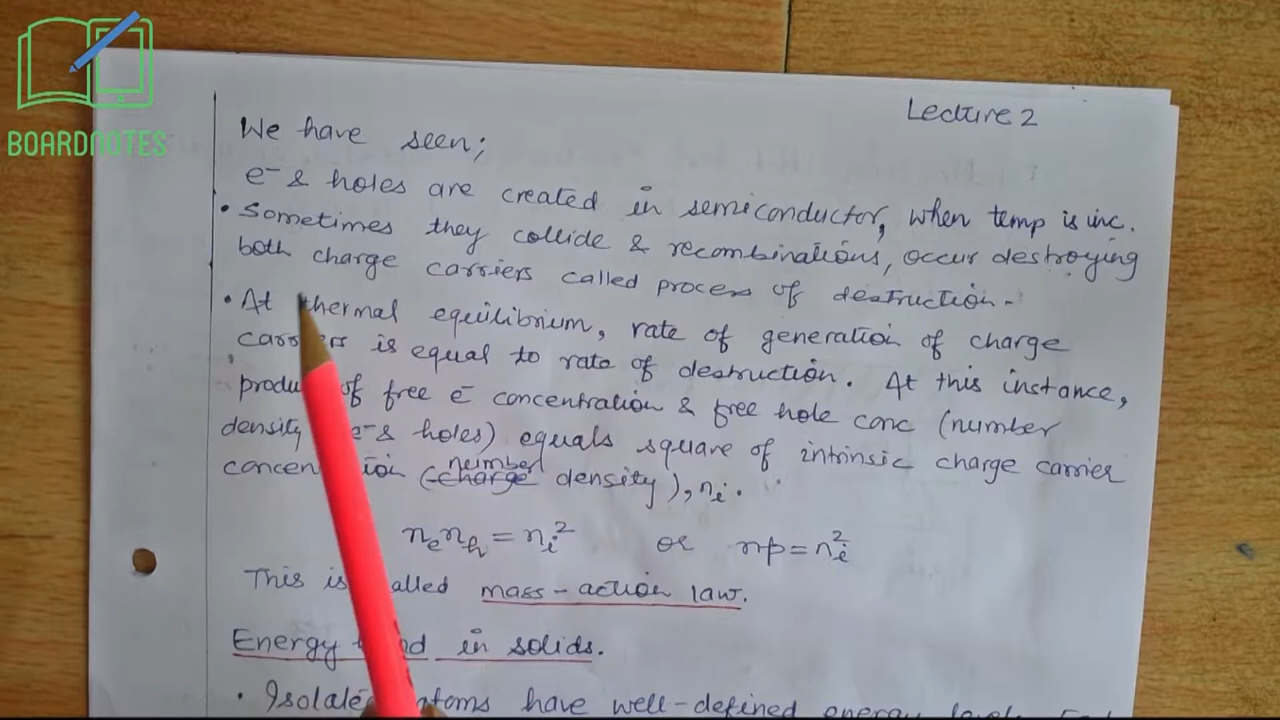 BOARDNOTES
Lecture 2
We have seen;
e⁻ & holes are created in semiconductor, when temp is inc.
• Sometimes they collide & recombinations, occur destroying
both charge carriers called process of destruction.
• At thermal equilibrium, rate of generation of charge
is equal to rate of destruction. At this instance,
of free e⁻ concentration & free hole conc (number
density e⁻ & holes) equals square of intrinsic charge carrier
(number density), nᵢ.
nₑnₕ = nᵢ² or np = nᵢ²
This is called mass-action law.
Energy in solids.
• Isolated atoms have well-defined energy